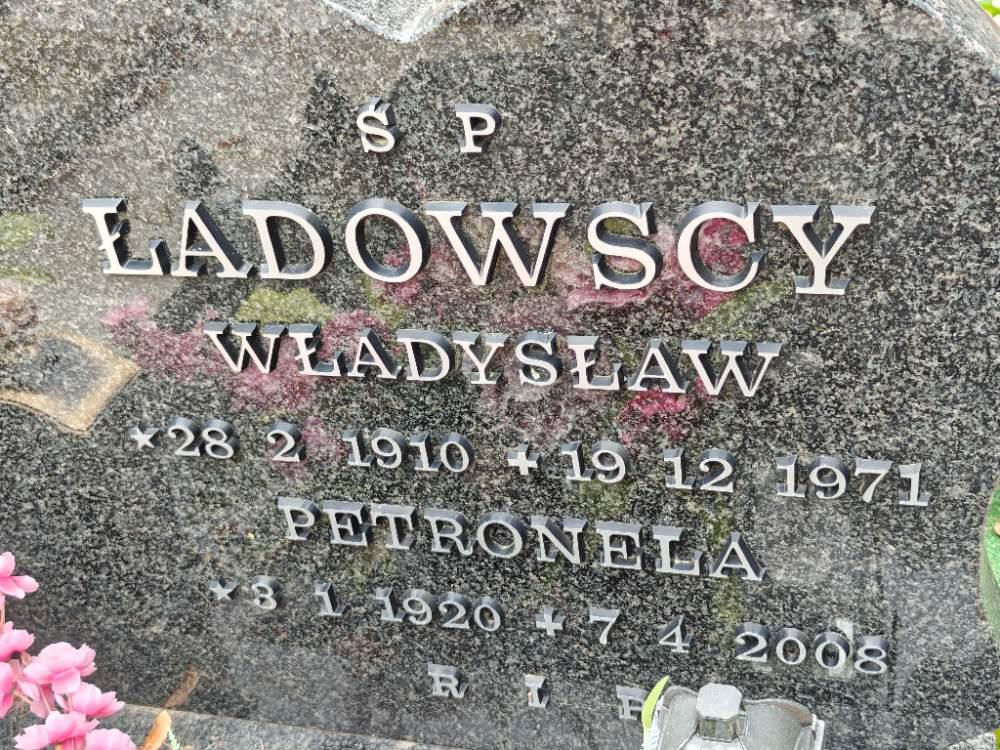 Ś P
ŁADOWSCY
WŁADYSŁAW
*28 2 1910 +19 12 1971
PETRONELA
*3 1 1920 +7 4 2008
R I P